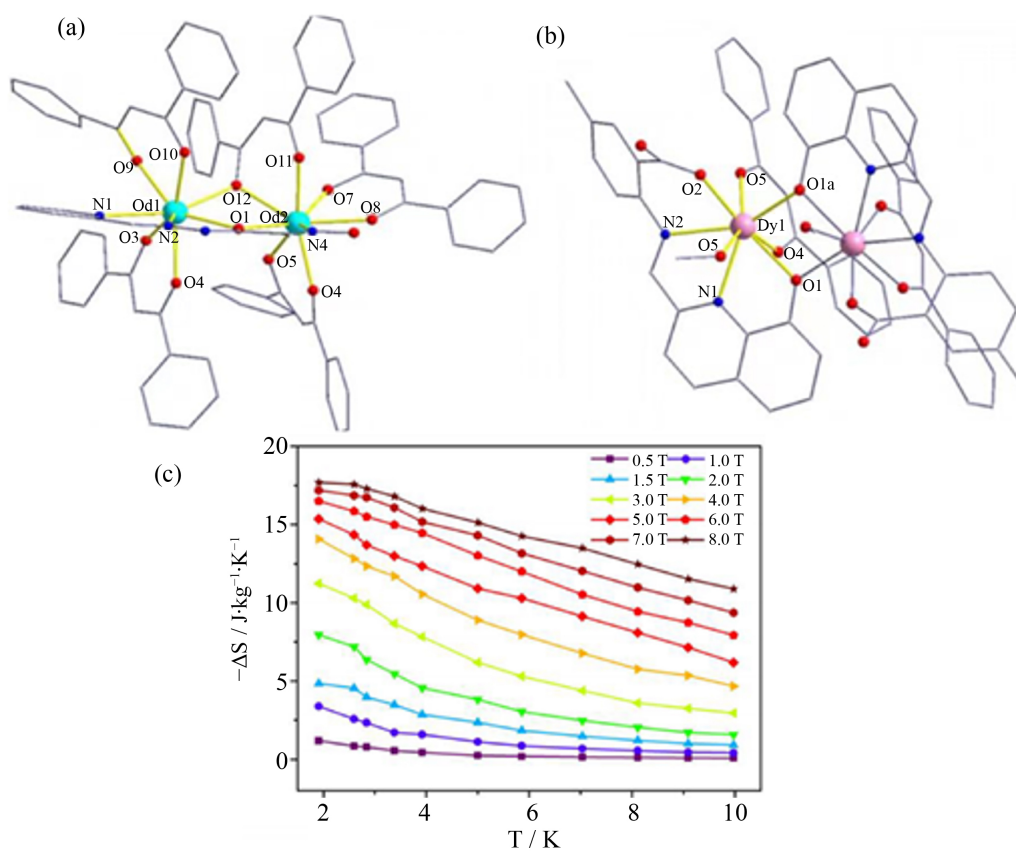 (a)
O9
O10
O11
O7
N1
Od1
O12
O1
Od2
O8
O3
N2
N4
O5
O4
O4
(b)
O2
O5
O1a
N2
Dy1
O5
O4
N1
O1
(c)
20
15
10
5
0
−ΔS / J·kg⁻¹·K⁻¹
0.5 T 1.0 T
1.5 T 2.0 T
3.0 T 4.0 T
5.0 T 6.0 T
7.0 T 8.0 T
2 4 6 8 10
T / K